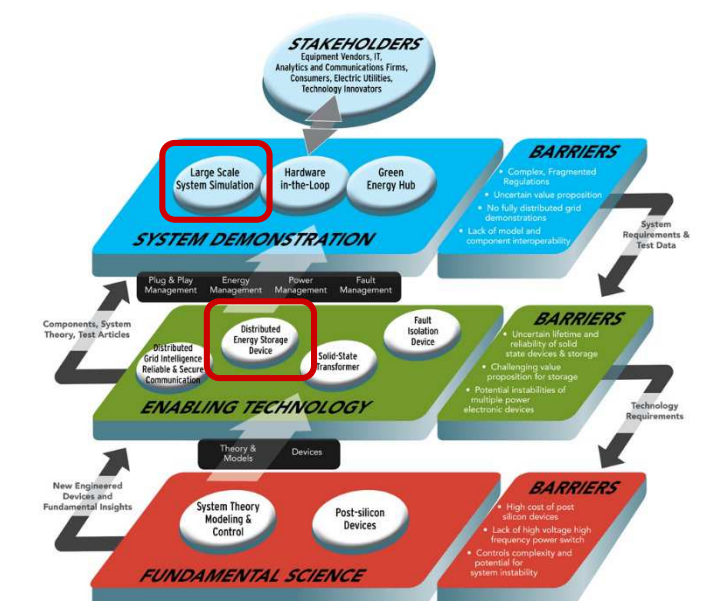 STAKEHOLDERS
Equipment Vendors, IT,
Analytics and Communications Firms,
Consumers, Electric Utilities,
Technology Innovators
Large Scale
System Simulation
Hardware
in-the-Loop
Green
Energy Hub
SYSTEM DEMONSTRATION
BARRIERS
• Complex, Fragmented
Regulations
• Uncertain value proposition
• No fully distributed grid
demonstrations
• Lack of model and
component interoperability
System
Requirements &
Test Data
Plug & Play
Management
Energy
Management
Power
Management
Fault
Management
Components, System
Theory, Test Articles
Distributed
Grid Intelligence
Reliable & Secure
Communication
Distributed
Energy Storage
Device
Solid-State
Transformer
Fault
Isolation
Device
ENABLING TECHNOLOGY
BARRIERS
• Uncertain lifetime and
reliability of solid
state devices & storage
• Challenging value
proposition for storage
• Potential instabilities of
multiple power
electronic devices
Technology
Requirements
Theory &
Models
Devices
New Engineered
Devices and
Fundamental Insights
System Theory
Modeling &
Control
Post-silicon
Devices
FUNDAMENTAL SCIENCE
BARRIERS
• High cost of post
silicon devices
• Lack of high voltage high
frequency power switch
• Controls complexity and
potential for
system instability